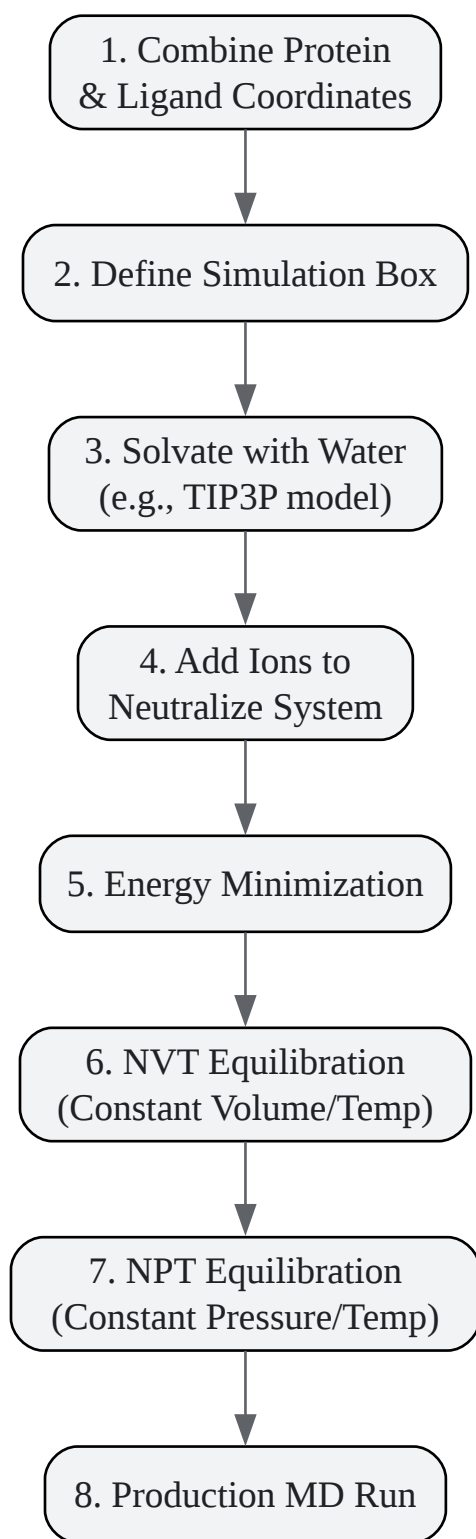 1. Combine Protein
& Ligand Coordinates
2. Define Simulation Box
3. Solvate with Water
(e.g., TIP3P model)
4. Add Ions to
Neutralize System
5. Energy Minimization
6. NVT Equilibration
(Constant Volume/Temp)
7. NPT Equilibration
(Constant Pressure/Temp)
8. Production MD Run